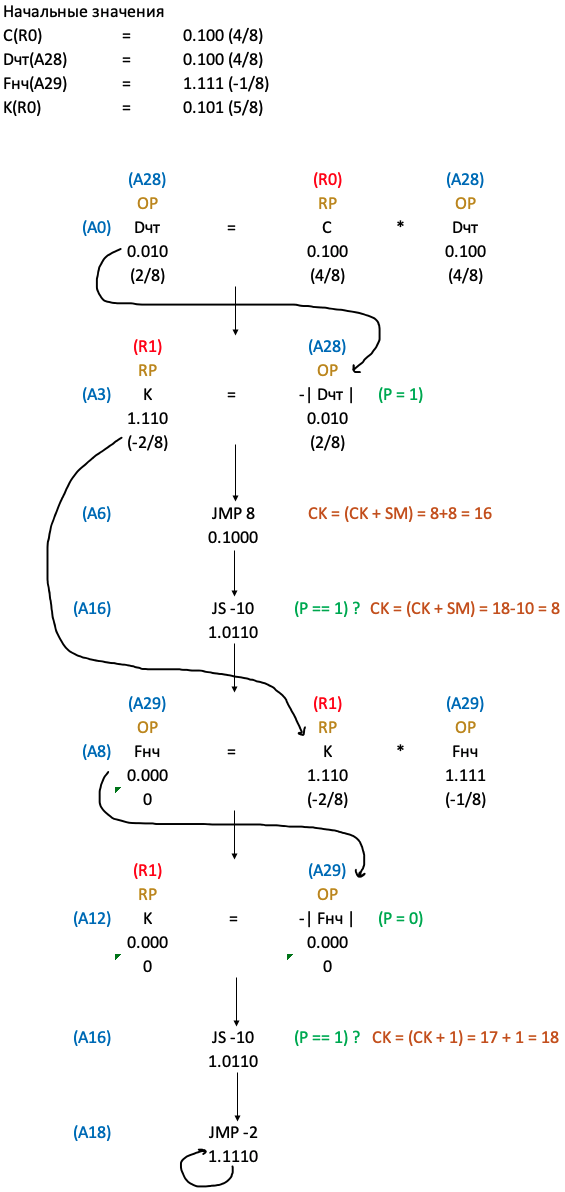 Начальные значения
C(R0) = 0.100 (4/8)
Dчт(A28) = 0.100 (4/8)
Fнч(A29) = 1.111 (-1/8)
K(R0) = 0.101 (5/8)
(A28) (R0) (A28)
OP RP OP
(A0) Dчт = C * Dчт
0.010 0.100 0.100
(2/8) (4/8) (4/8)
(R1) (A28)
RP OP
(A3) K = -| Dчт | (P = 1)
1.110 0.010
(-2/8) (2/8)
(A6) JMP 8 CK = (CK + SM) = 8+8 = 16
0.1000
(A16) JS -10 (P == 1) ? CK = (CK + SM) = 18-10 = 8
1.0110
(A29) (R1) (A29)
OP RP OP
(A8) Fнч = K * Fнч
0.000 1.110 1.111
0 (-2/8) (-1/8)
(R1) (A29)
RP OP
(A12) K = -| Fнч | (P = 0)
0.000 0.000
0 0
(A16) JS -10 (P == 1) ? CK = (CK + 1) = 17 + 1 = 18
1.0110
(A18) JMP -2
1.1110